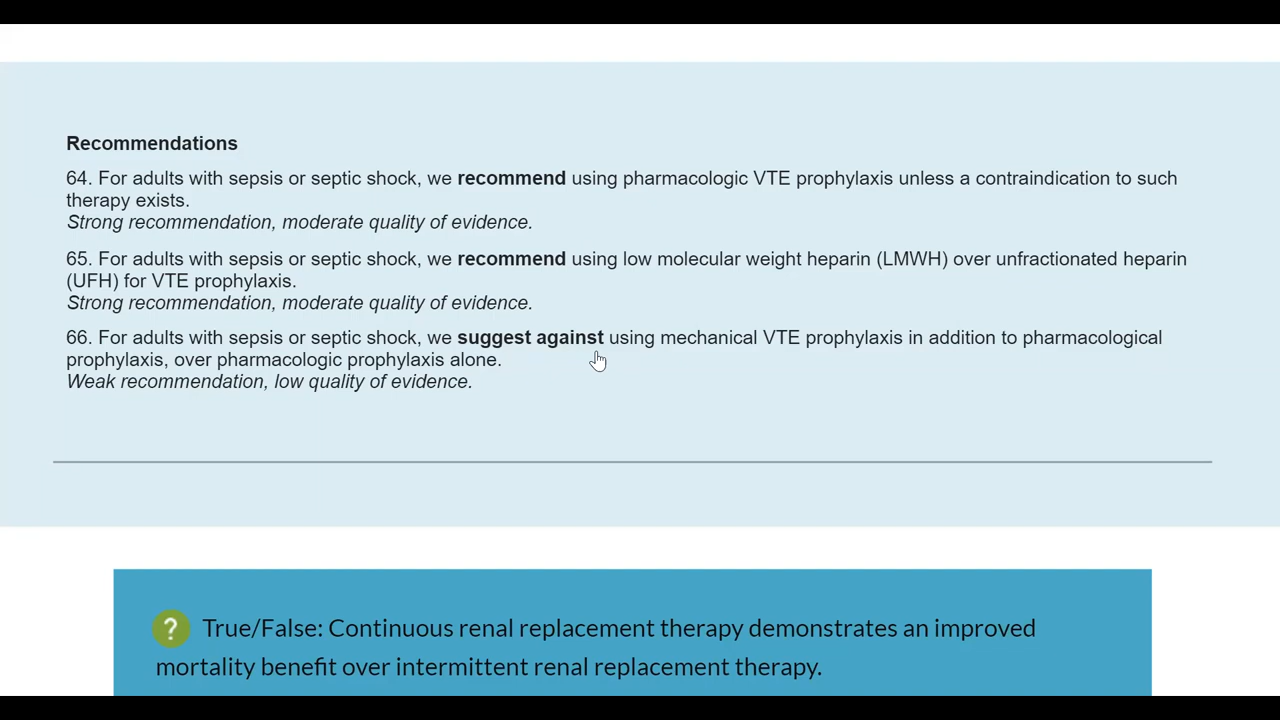 Recommendations
64. For adults with sepsis or septic shock, we recommend using pharmacologic VTE prophylaxis unless a contraindication to such
therapy exists.
Strong recommendation, moderate quality of evidence.
65. For adults with sepsis or septic shock, we recommend using low molecular weight heparin (LMWH) over unfractionated heparin
(UFH) for VTE prophylaxis.
Strong recommendation, moderate quality of evidence.
66. For adults with sepsis or septic shock, we suggest against using mechanical VTE prophylaxis in addition to pharmacological
prophylaxis, over pharmacologic prophylaxis alone.
Weak recommendation, low quality of evidence.
? True/False: Continuous renal replacement therapy demonstrates an improved
mortality benefit over intermittent renal replacement therapy.